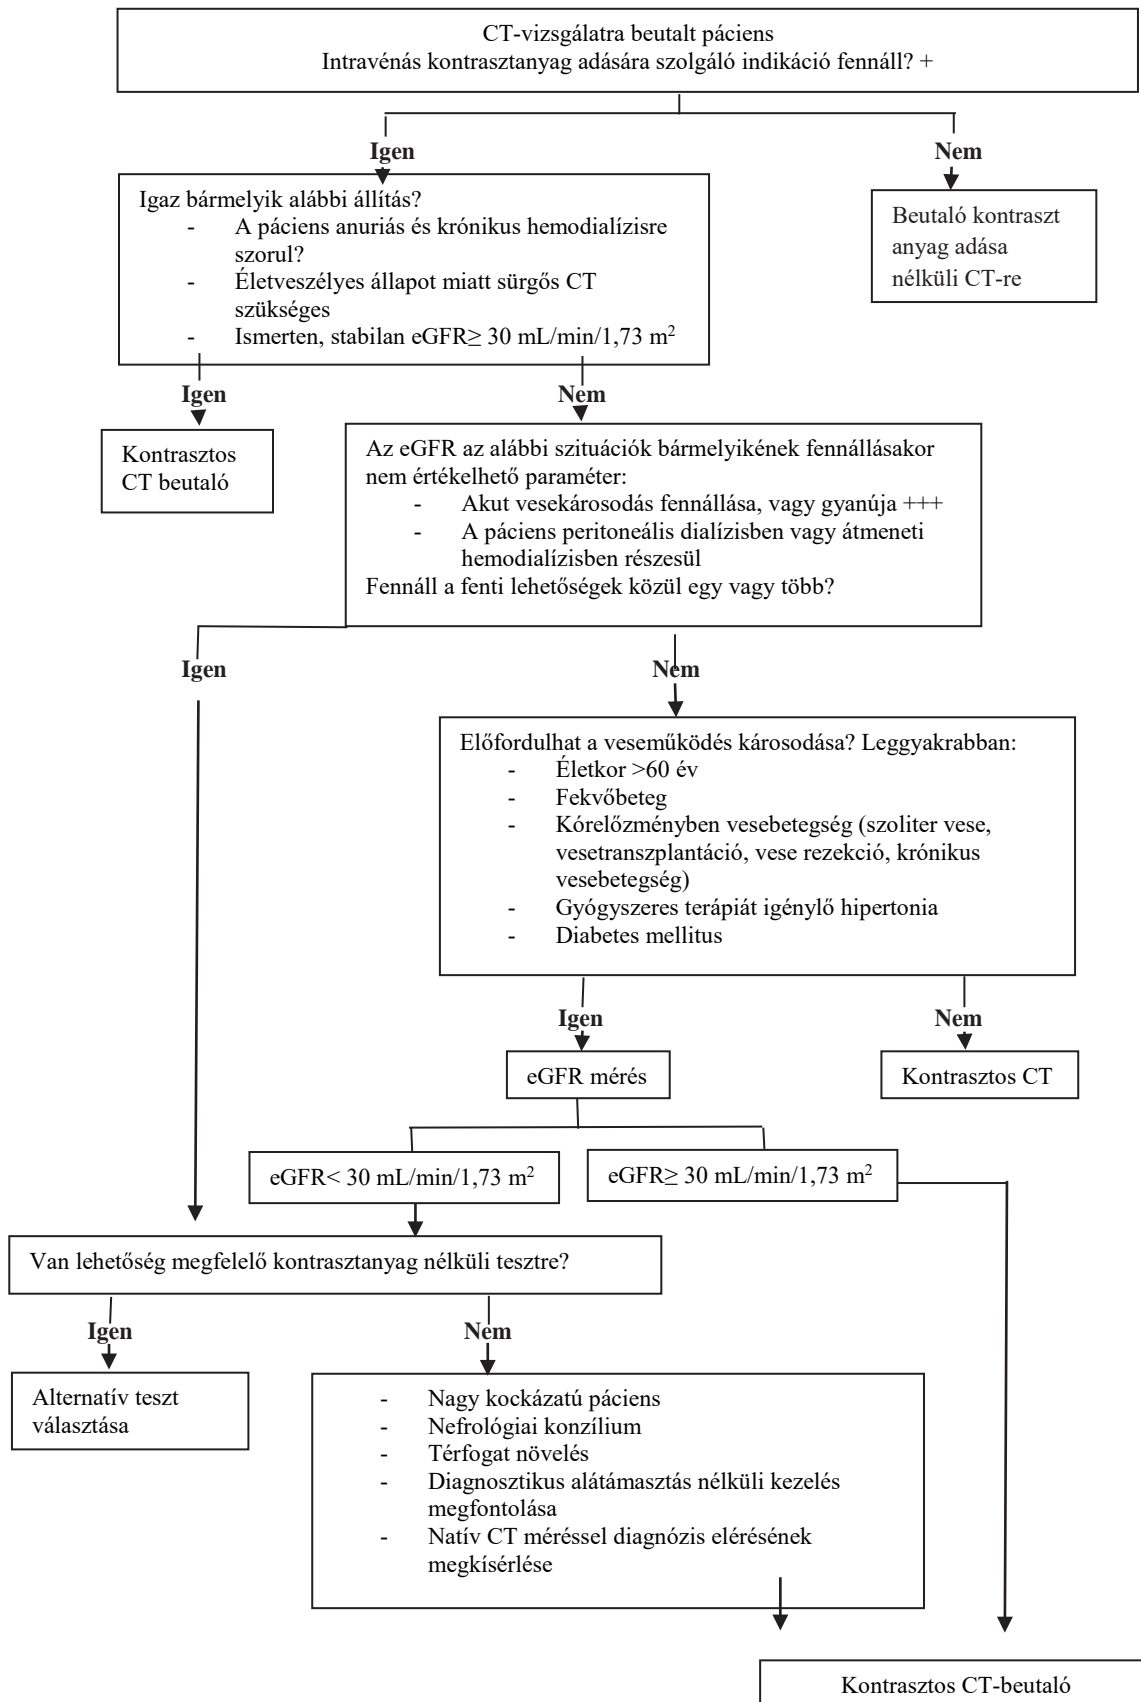 CT-vizsgálatra beutalt páciens
Intravénás kontrasztanyag adására szolgáló indikáció fennáll? +
Igen
Nem
Igaz bármelyik alábbi állítás?
- A páciens anuriás és krónikus hemodialízisre
szorul?
- Életveszélyes állapot miatt sürgős CT
szükséges
- Ismerten, stabilan eGFR≥ 30 mL/min/1,73 m²
Beutaló kontraszt
anyag adása
nélküli CT-re
Igen
Nem
Kontrasztos
CT beutaló
Az eGFR az alábbi szituációk bármelyikének fennállásakor
nem értékelhető paraméter:
- Akut vesekárosodás fennállása, vagy gyanúja +++
- A páciens peritoneális dialízisben vagy átmeneti
hemodialízisben részesül
Fennáll a fenti lehetőségek közül egy vagy több?
Igen
Nem
Előfordulhat a veseműködés károsodása? Leggyakrabban:
- Életkor >60 év
- Fekvőbeteg
- Kórelőzményben vesebetegség (szoliter vese,
vesetranszplantáció, vese rezekció, krónikus
vesebetegség)
- Gyógyszeres terápiát igénylő hipertonia
- Diabetes mellitus
Igen
Nem
eGFR mérés
Kontrasztos CT
eGFR< 30 mL/min/1,73 m²
eGFR≥ 30 mL/min/1,73 m²
Van lehetőség megfelelő kontrasztanyag nélküli tesztre?
Igen
Nem
Alternatív teszt
választása
- Nagy kockázatú páciens
- Nefrológiai konzílium
- Térfogat növelés
- Diagnosztikus alátámasztás nélküli kezelés
megfontolása
- Natív CT méréssel diagnózis elérésének
megkísérlése
Kontrasztos CT-beutaló